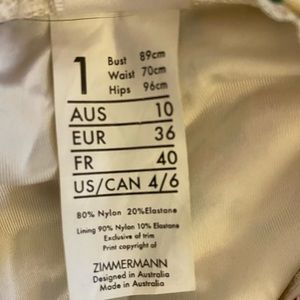 1
Bust 89cm
Waist 70cm
Hips 96cm
AUS 10
EUR 36
FR 40
US/CAN 4/6
80% Nylon 20%Elastane
Lining 90% Nylon 10% Elastane
Exclusive of trim
Print copyright of
ZIMMERMANN
Designed in Australia
Made in Australia